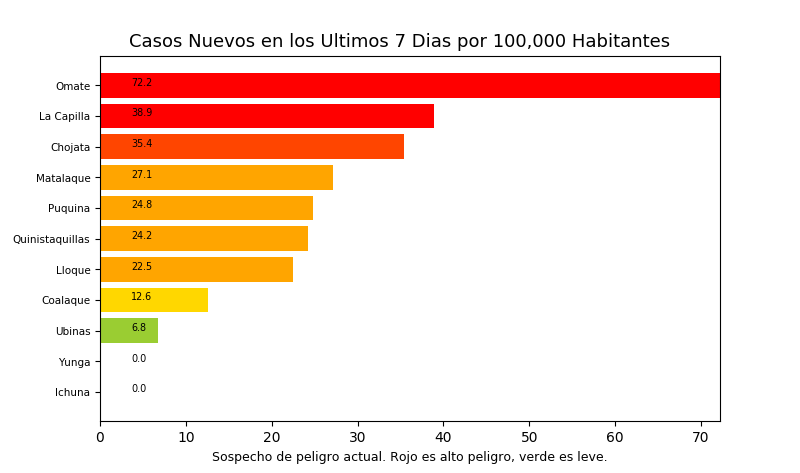 Casos Nuevos en los Ultimos 7 Dias por 100,000 Habitantes
Omate 72.2
La Capilla 38.9
Chojata 35.4
Matalaque 27.1
Puquina 24.8
Quinistaquillas 24.2
Lloque 22.5
Coalaque 12.6
Ubinas 6.8
Yunga 0.0
Ichuna 0.0
0 10 20 30 40 50 60 70
Sospecho de peligro actual. Rojo es alto peligro, verde es leve.